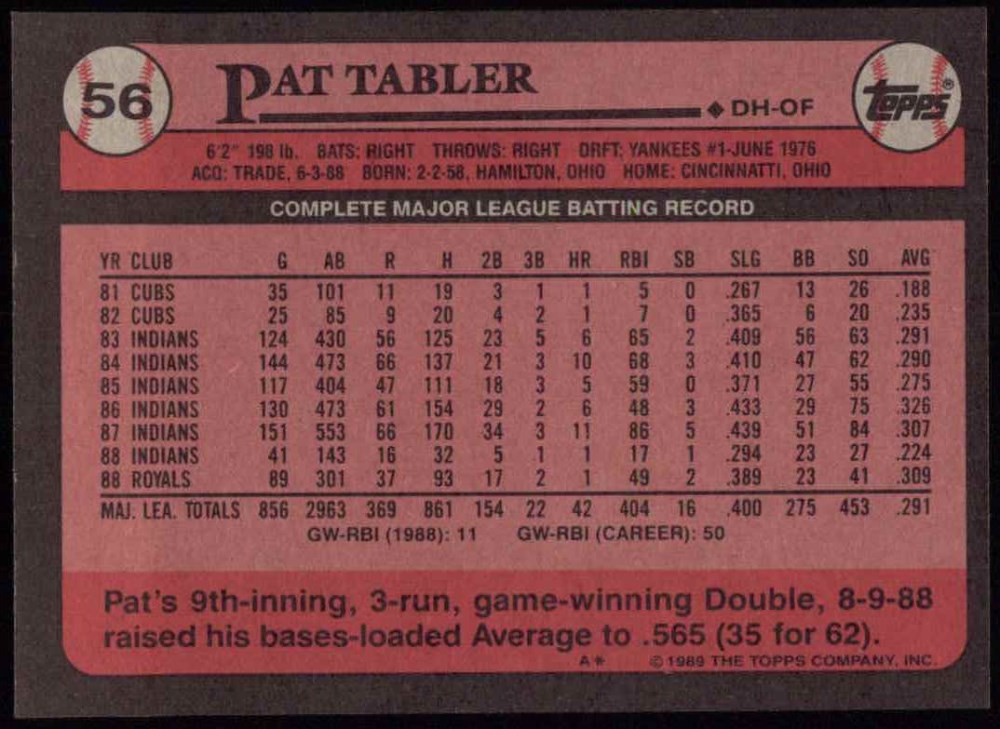 56
PAT TABLER
DH-OF
TOPPS®
6'2" 198 lb. BATS: RIGHT THROWS: RIGHT DRFT: YANKEES #1-JUNE 1976
ACQ: TRADE, 6-3-88 BORN: 2-2-58, HAMILTON, OHIO HOME: CINCINNATI, OHIO
COMPLETE MAJOR LEAGUE BATTING RECORD
YR CLUB G AB R H 2B 3B HR RBI SB SLG BB SO AVG
81 CUBS 35 101 11 19 3 1 1 5 0 .267 13 26 .188
82 CUBS 25 85 9 20 4 2 1 7 0 .365 6 20 .235
83 INDIANS 124 430 56 125 23 5 6 65 2 .409 56 63 .291
84 INDIANS 144 473 66 137 21 3 10 68 3 .410 47 62 .290
85 INDIANS 117 404 47 111 18 3 5 59 0 .371 27 55 .275
86 INDIANS 130 473 61 154 29 2 6 48 3 .433 29 75 .326
87 INDIANS 151 553 66 170 34 3 11 86 5 .439 51 84 .307
88 INDIANS 41 143 16 32 5 1 1 17 1 .294 23 27 .224
88 ROYALS 89 301 37 93 17 2 1 49 2 .389 23 41 .309
MAJ. LEA. TOTALS 856 2963 369 861 154 22 42 404 16 .400 275 453 .291
GW-RBI (1988): 11 GW-RBI (CAREER): 50
Pat's 9th-inning, 3-run, game-winning Double, 8-9-88
raised his bases-loaded Average to .565 (35 for 62).
A* © 1989 THE TOPPS COMPANY, INC.